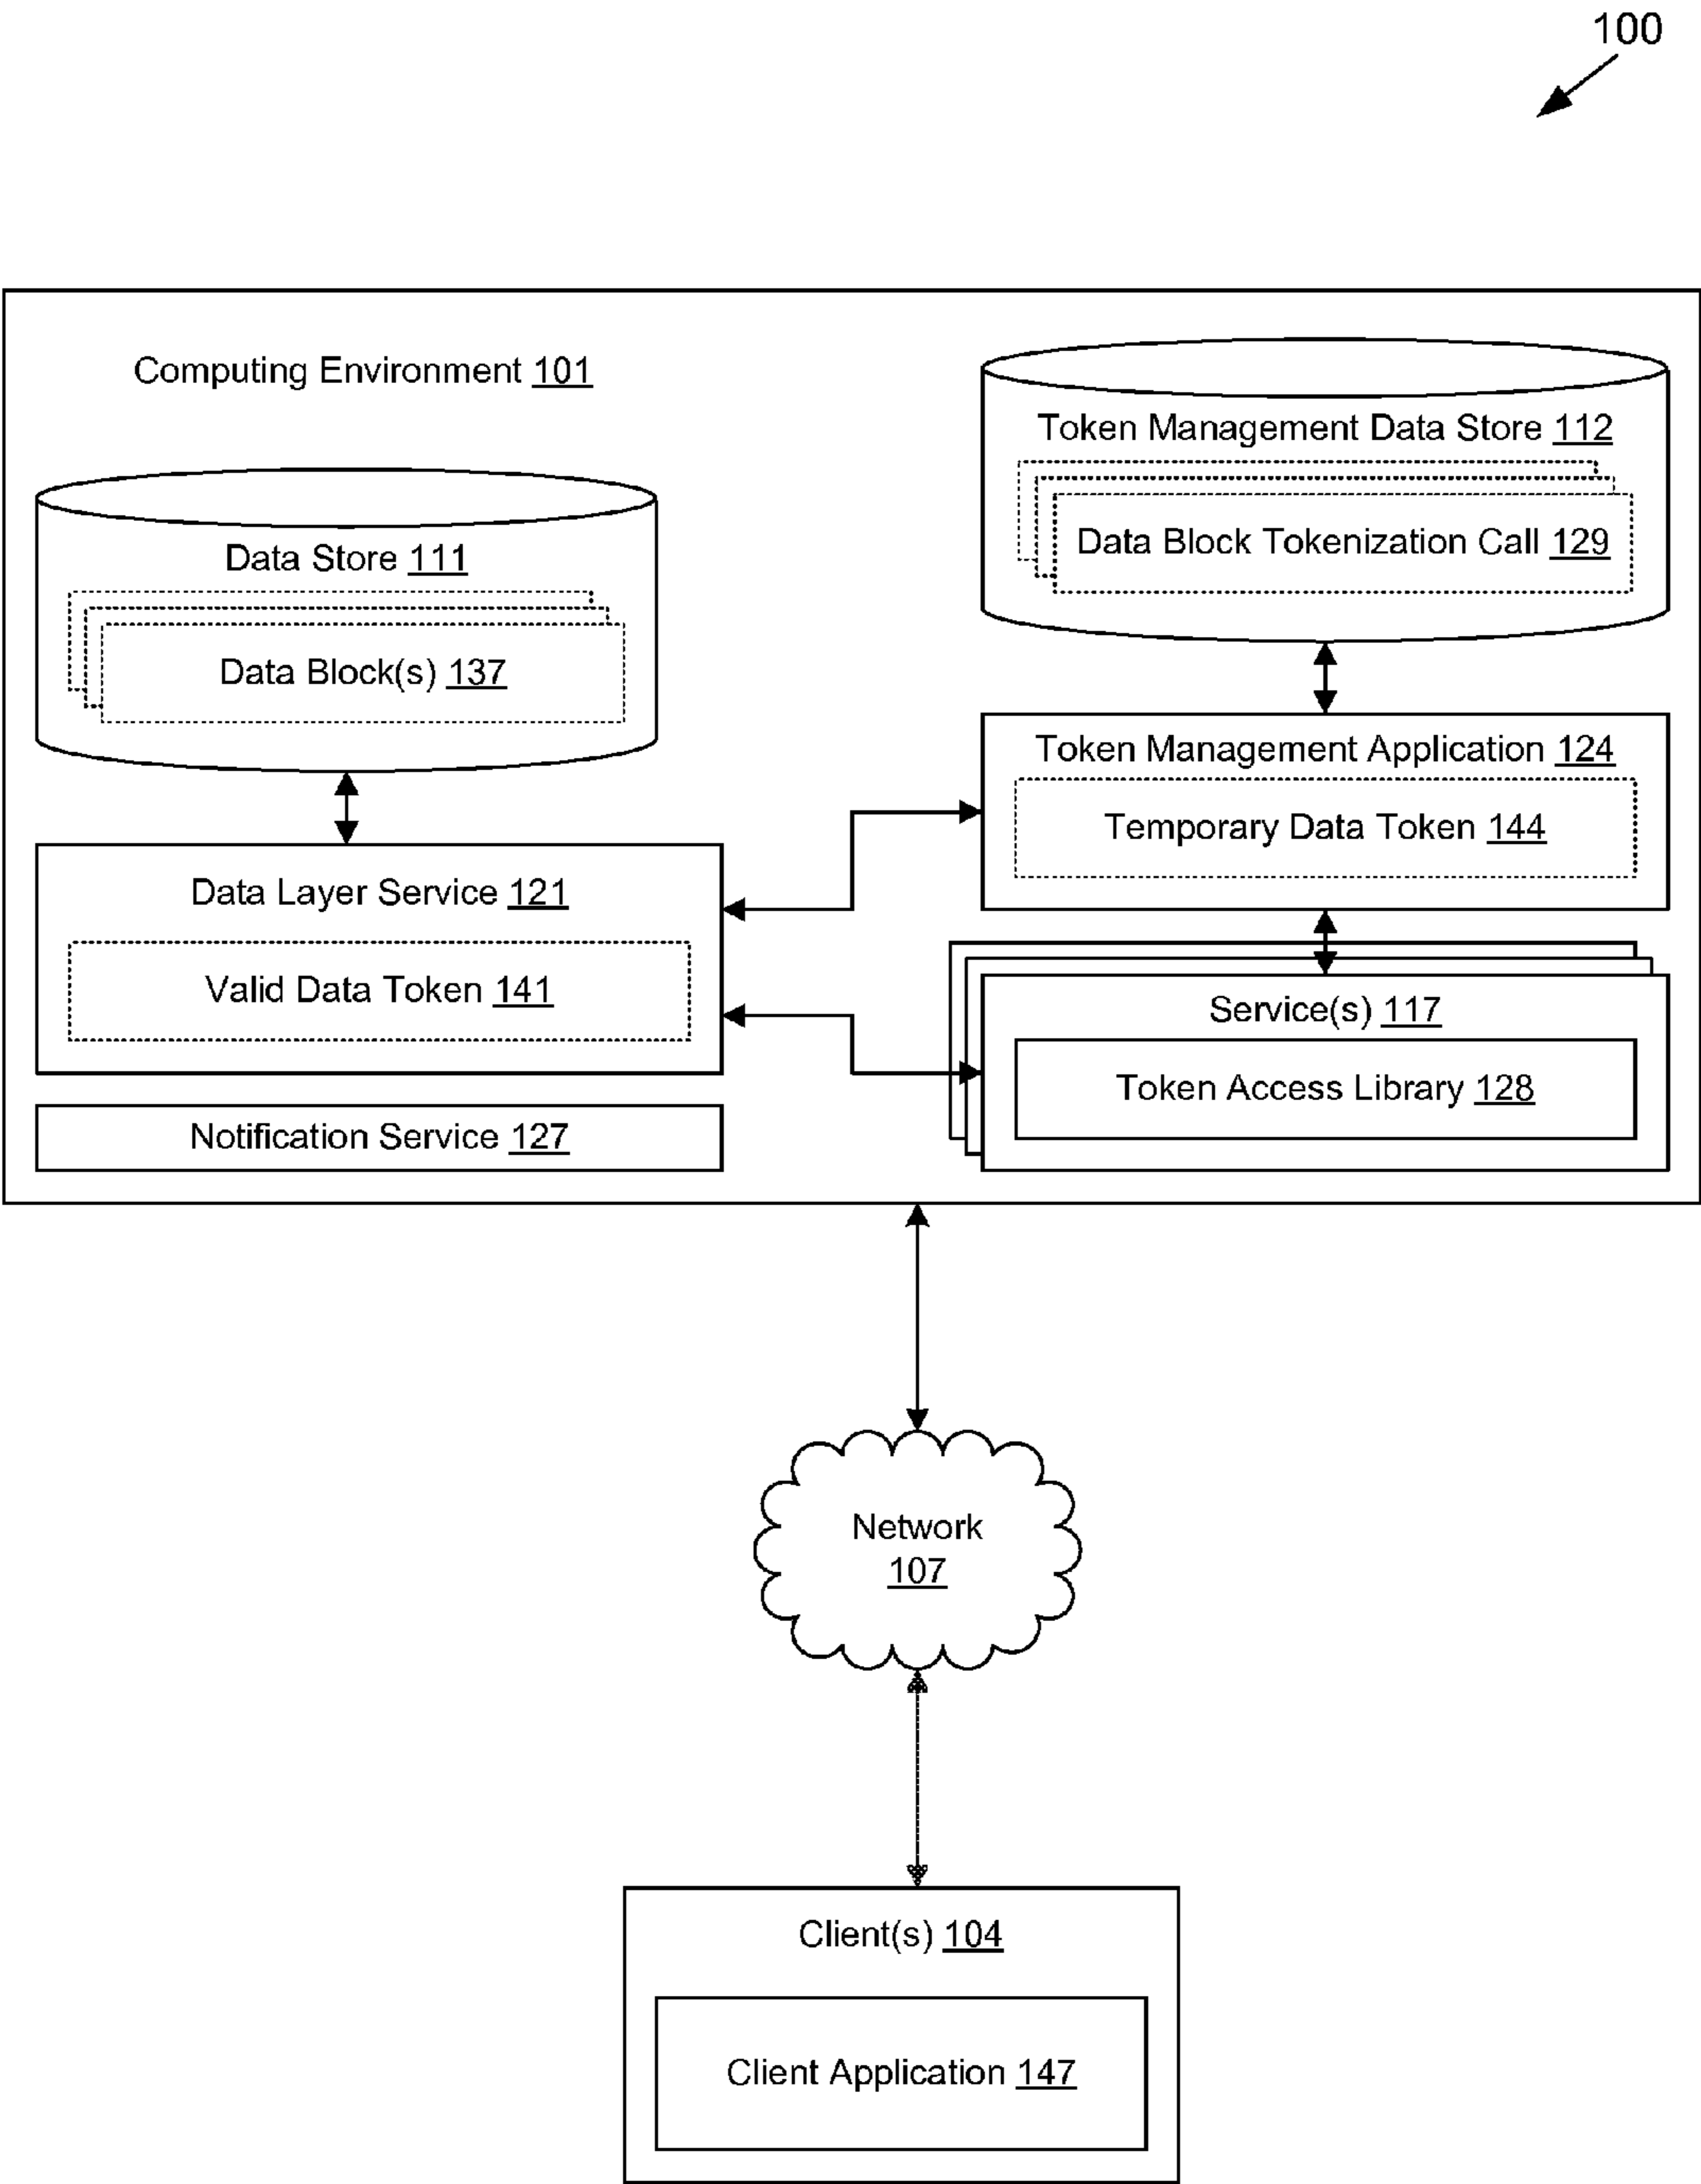 100
Computing Environment 101
Token Management Data Store 112
Data Block Tokenization Call 129
Data Store 111
Data Block(s) 137
Token Management Application 124
Temporary Data Token 144
Data Layer Service 121
Valid Data Token 141
Service(s) 117
Token Access Library 128
Notification Service 127
Network
107
Client(s) 104
Client Application 147